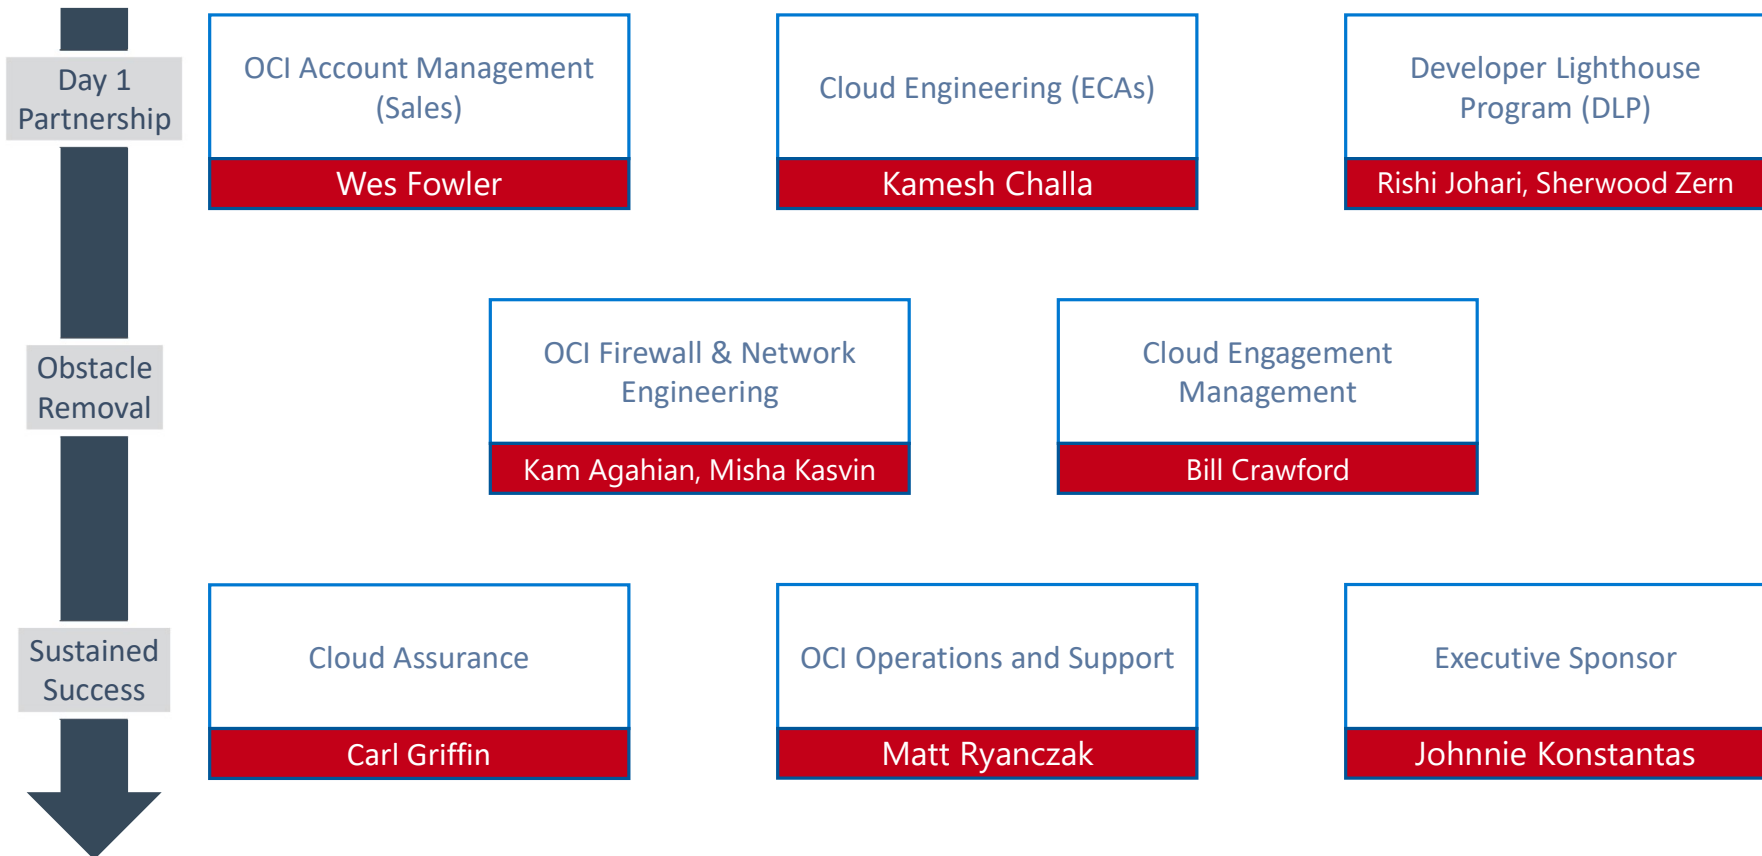 Day 1
Partnership
OCI Account Management
(Sales)
Wes Fowler
Cloud Engineering (ECAs)
Kamesh Challa
Developer Lighthouse
Program (DLP)
Rishi Johari, Sherwood Zern
Obstacle
Removal
OCI Firewall & Network
Engineering
Kam Agahian, Misha Kasvin
Cloud Engagement
Management
Bill Crawford
Sustained
Success
Cloud Assurance
Carl Griffin
OCI Operations and Support
Matt Ryanczak
Executive Sponsor
Johnnie Konstantas